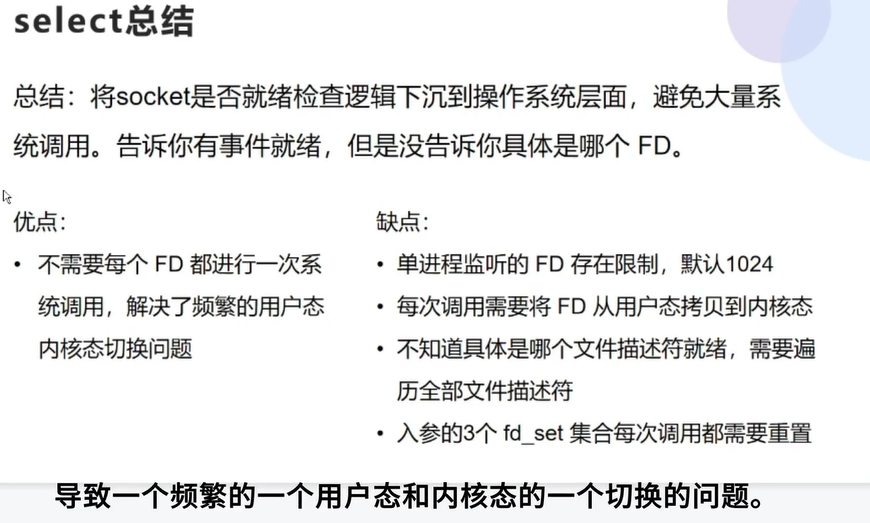 select总结
总结：将socket是否就绪检查逻辑下沉到操作系统层面，避免大量系
统调用。告诉你有事件就绪，但是没告诉你具体是哪个 FD。
优点：
• 不需要每个 FD 都进行一次系
统调用，解决了频繁的用户态
内核态切换问题
缺点：
• 单进程监听的 FD 存在限制，默认1024
• 每次调用需要将 FD 从用户态拷贝到内核态
• 不知道具体是哪个文件描述符就绪，需要遍
历全部文件描述符
• 入参的3个 fd_set 集合每次调用都需要重置
导致一个频繁的一个用户态和内核态的一个切换的问题。